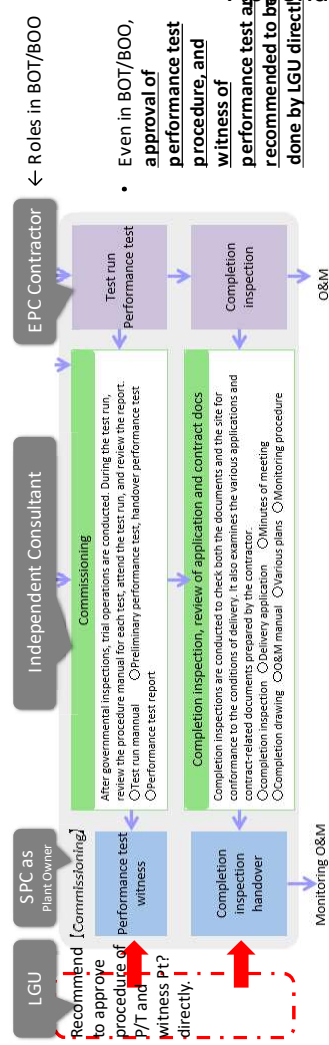 LGU
SPC as
Plant Owner
Independent Consultant
EPC Contractor
← Roles in BOT/BOO
Recommend
to approve
procedure of
P/T and
witness Pt?
directly.
【Commissioning】
Performance test
witness
Commissioning
After governmental inspections, trial operations are conducted. During the test run,
review the procedure manual for each test, attend the test run, and review the report.
○Test run mannual ○Preliminary performance test, handover performance test
○Performance test report
Test run
Performance test
Completion
inspection
handover
Completion inspection, review of application and contract docs
Completion inspections are conducted to check both the documents and the site for
conformance to the conditions of delivery. It also examines the various applications and
contract-related documents prepared by the contractor.
○completion inspection ○Delivery application ○Minutes of meeting
○Completion drawing ○O&M manual ○Various plans ○Monitoring procedure
Completion
inspection
Monitoring O&M
O&M
• Even in BOT/BOO,
approval of
performance test
procedure, and
witness of
performance test are
recommended to be
done by LGU directly